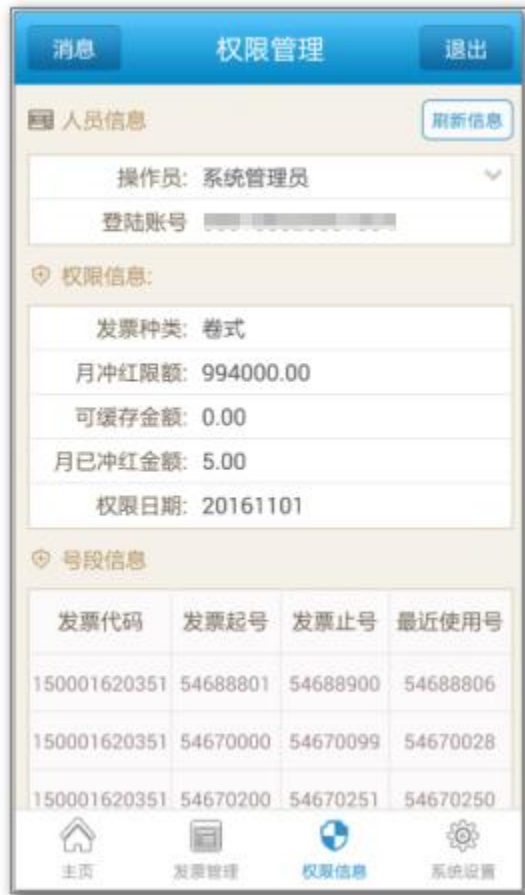 消息 权限管理 退出
人员信息 刷新信息
操作员: 系统管理员
登陆账号
权限信息:
发票种类: 卷式
月冲红限额: 994000.00
可缓存金额: 0.00
月已冲红金额: 5.00
权限日期: 20161101
号段信息
发票代码 发票起号 发票止号 最近使用号
150001620351 54688801 54688900 54688806
150001620351 54670000 54670099 54670028
150001620351 54670200 54670251 54670250
主页 发票管理 权限信息 系统设置